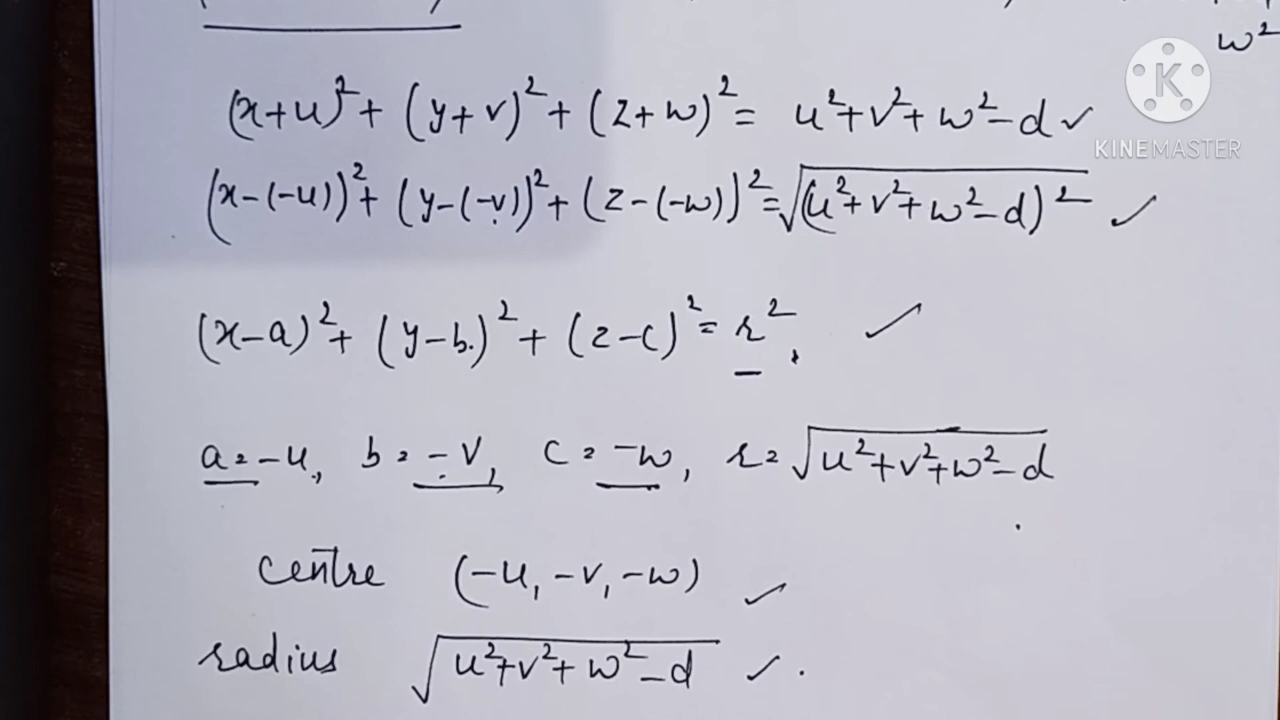 w²
(x+u)²+ (y+v)²+ (z+w)²= u²+v²+w²-d ✓
KINEMASTER
(x-(-u))²+ (y-(-v))²+ (z-(-w))²=√(u²+v²+w²-d)² ✓
(x-a)²+ (y-b)²+ (z-c)²= r². ✓
a=-u, b=-v, c=-w, r=√u²+v²+w²-d
centre (-u,-v,-w) ✓
radius √u²+v²+w²-d ✓.